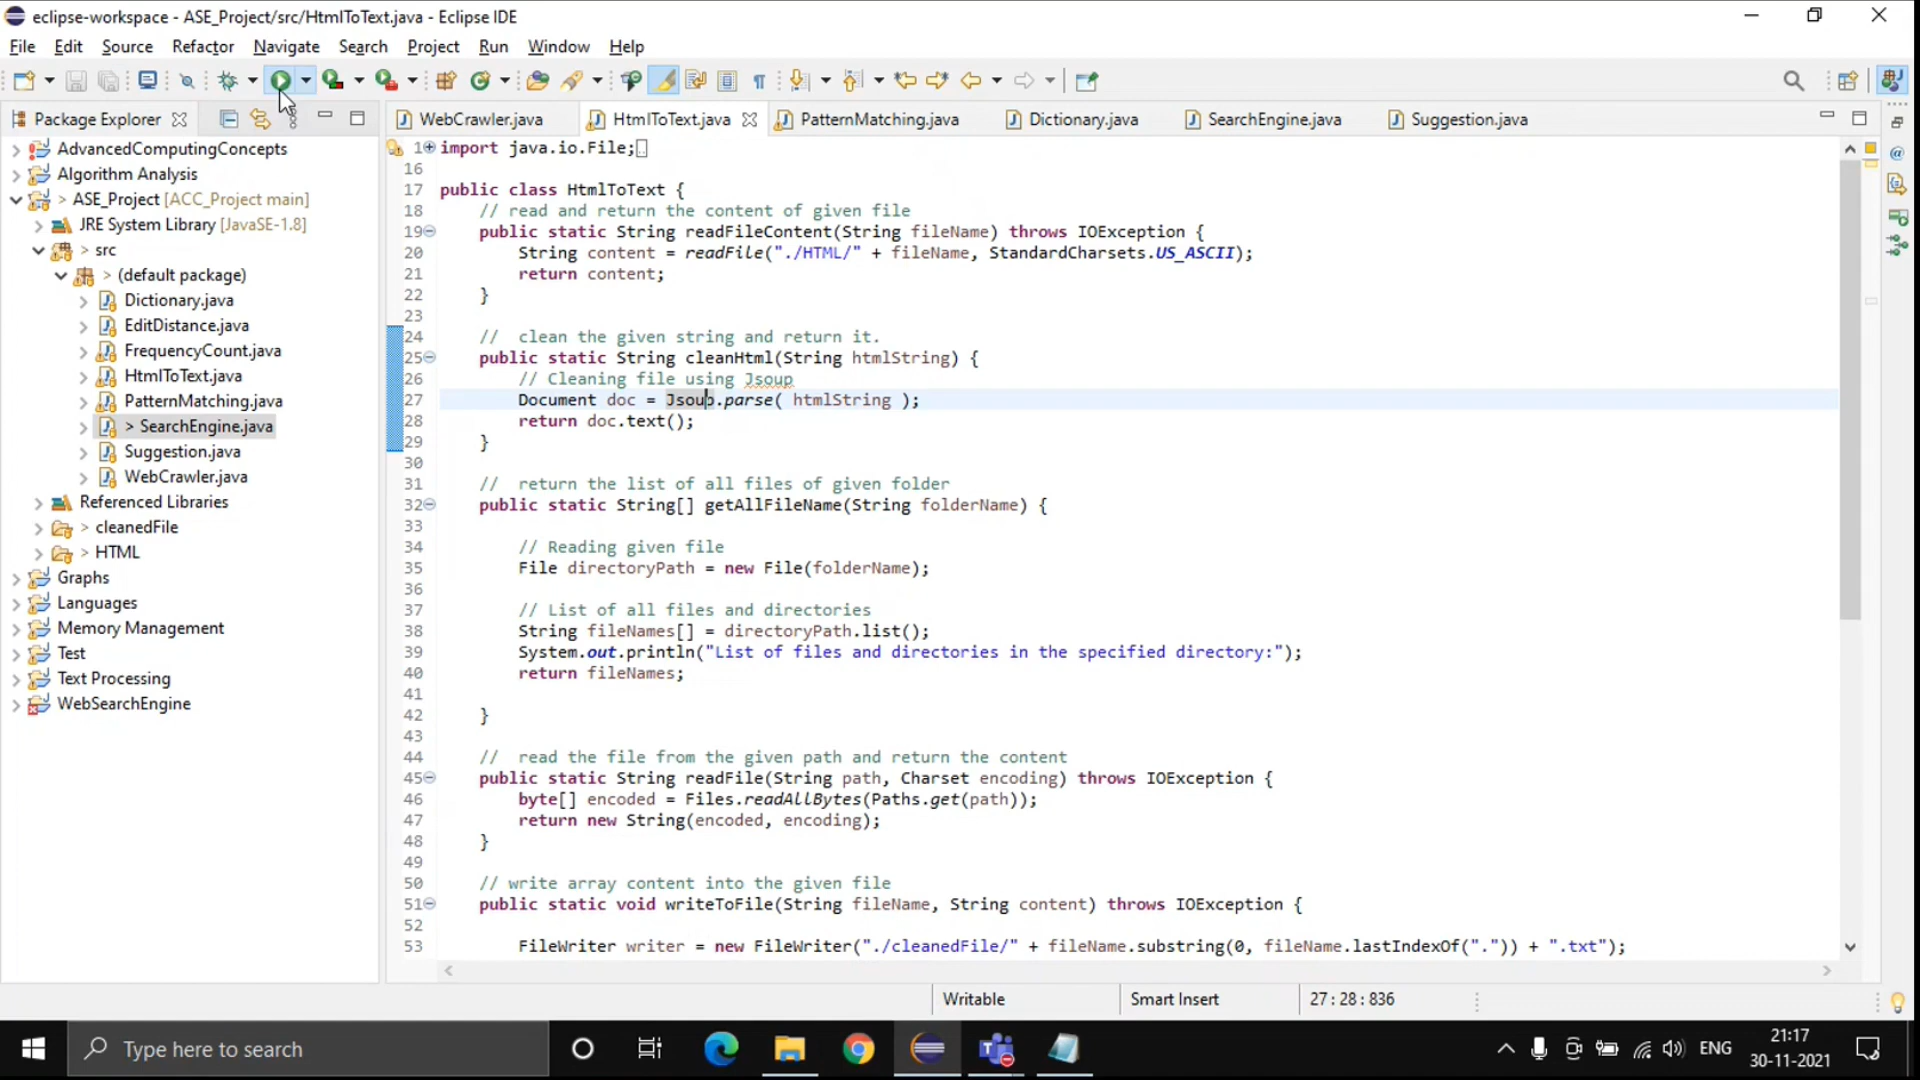 eclipse-workspace - ASE_Project/src/HtmlToText.java - Eclipse IDE
File Edit Source Refactor Navigate Search Project Run Window Help
Package Explorer
WebCrawler.java HtmlToText.java PatternMatching.java Dictionary.java SearchEngine.java Suggestion.java
AdvancedComputingConcepts
Algorithm Analysis
> ASE_Project [ACC_Project main]
JRE System Library [JavaSE-1.8]
> src
> (default package)
Dictionary.java
EditDistance.java
FrequencyCount.java
HtmlToText.java
PatternMatching.java
> SearchEngine.java
Suggestion.java
WebCrawler.java
Referenced Libraries
> cleanedFile
> HTML
Graphs
Languages
Memory Management
Test
Text Processing
WebSearchEngine
1 import java.io.File;
16
17 public class HtmlToText {
18 // read and return the content of given file
19 public static String readFileContent(String fileName) throws IOException {
20 String content = readFile("./HTML/" + fileName, StandardCharsets.US_ASCII);
21 return content;
22 }
23
24 // clean the given string and return it.
25 public static String cleanHtml(String htmlString) {
26 // Cleaning file using Jsoup
27 Document doc = Jsoup.parse( htmlString );
28 return doc.text();
29 }
30
31 // return the list of all files of given folder
32 public static String[] getAllFileName(String folderName) {
33
34 // Reading given file
35 File directoryPath = new File(folderName);
36
37 // List of all files and directories
38 String fileNames[] = directoryPath.list();
39 System.out.println("List of files and directories in the specified directory:");
40 return fileNames;
41
42 }
43
44 // read the file from the given path and return the content
45 public static String readFile(String path, Charset encoding) throws IOException {
46 byte[] encoded = Files.readAllBytes(Paths.get(path));
47 return new String(encoded, encoding);
48 }
49
50 // write array content into the given file
51 public static void writeToFile(String fileName, String content) throws IOException {
52
53 FileWriter writer = new FileWriter("./cleanedFile/" + fileName.substring(0, fileName.lastIndexOf(".")) + ".txt");
Writable Smart Insert 27 : 28 : 836
Type here to search
ENG
21:17
30-11-2021